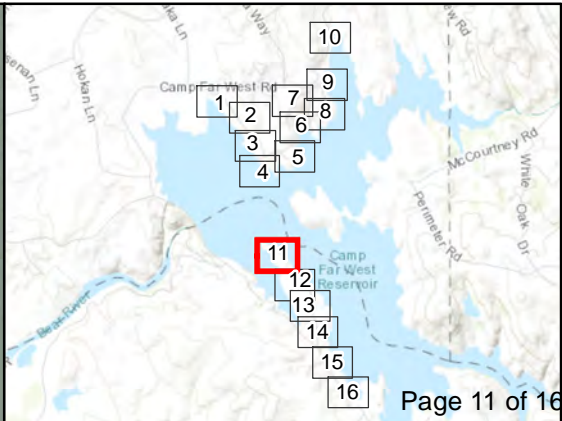 Hokan Ln
Camp Far West Rd
10
9
7
8
1
2
6
3
5
4
McCourtney Rd
White Oak Dr
Perimeter Rd
11
Camp
Far West
Reservoir
12
13
14
15
16
Bear River
Page 11 of 16